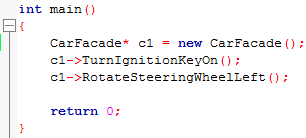 int main()
{
    CarFacade* c1 = new CarFacade();
    c1->TurnIgnitionKeyOn();
    c1->RotateSteeringWheelLeft();

    return 0;
}